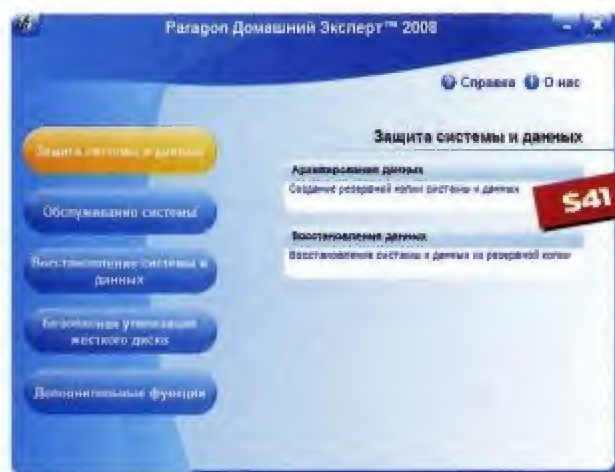 Paragon Домашний Эксперт™ 2008
Справка О нас
Защита системы и данных
Обслуживание системы
Восстановление системы и
данных
Безопасная утилизация
жесткого диска
Дополнительные функции
Защита системы и данных
Архивирование данных
Создание резервной копии системы и данных
$41
Восстановление данных
Восстановление системы и данных из резервной копии